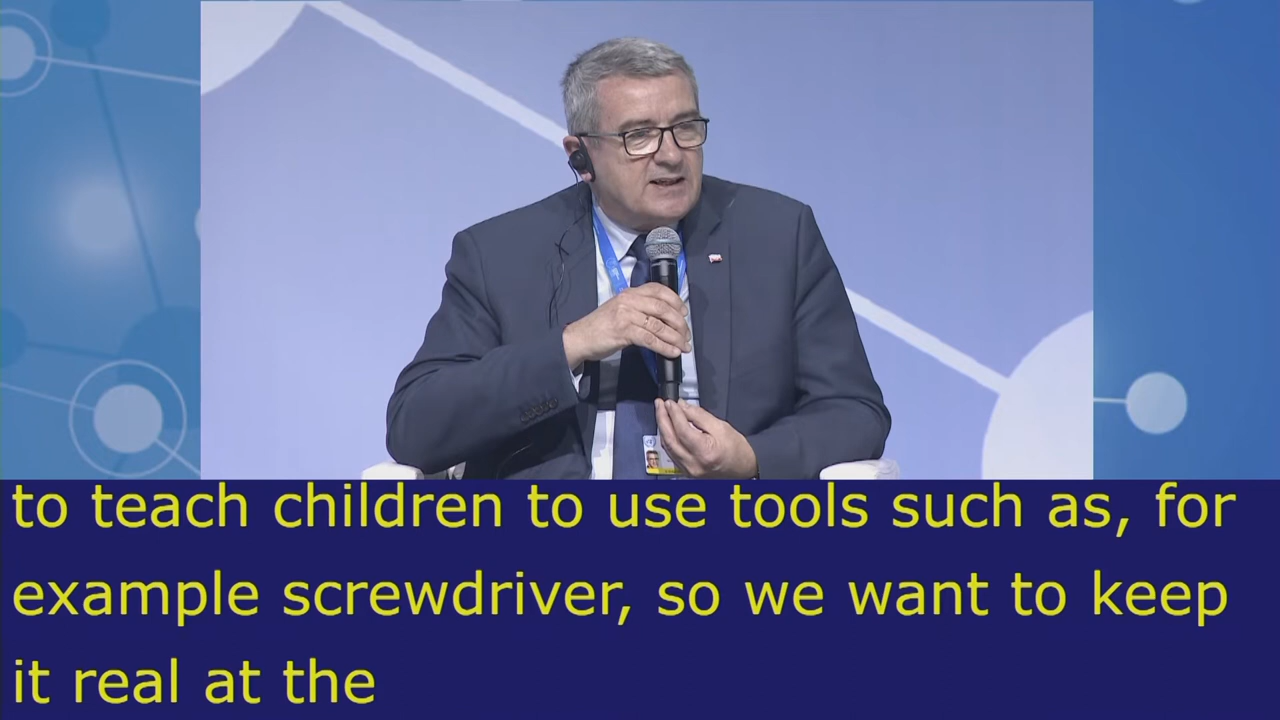 to teach children to use tools such as, for
example screwdriver, so we want to keep
it real at the